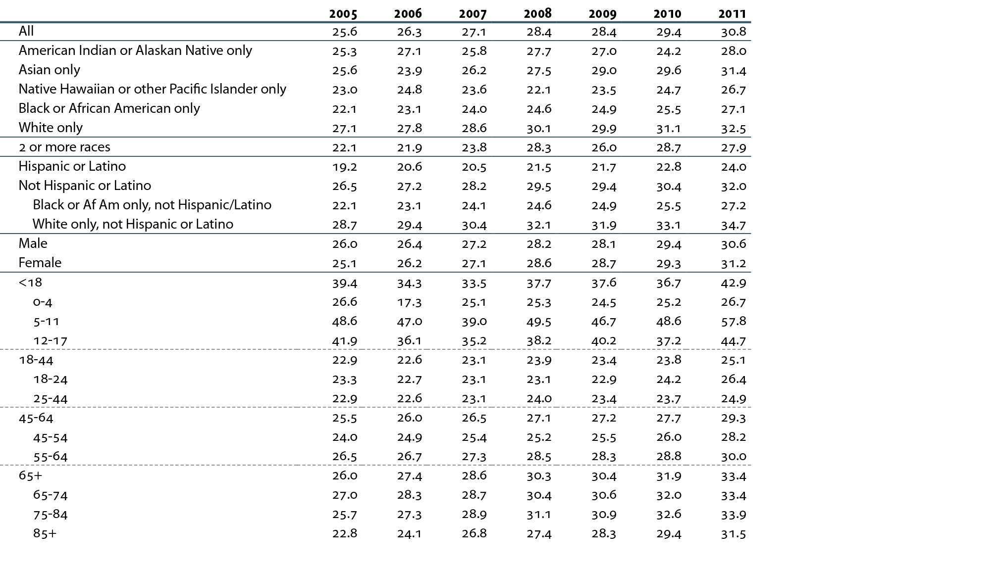 2005 2006 2007 2008 2009 2010 2011
All 25.6 26.3 27.1 28.4 28.4 29.4 30.8
American Indian or Alaskan Native only 25.3 27.1 25.8 27.7 27.0 24.2 28.0
Asian only 25.6 23.9 26.2 27.5 29.0 29.6 31.4
Native Hawaiian or other Pacific Islander only 23.0 24.8 23.6 22.1 23.5 24.7 26.7
Black or African American only 22.1 23.1 24.0 24.6 24.9 25.5 27.1
White only 27.1 27.8 28.6 30.1 29.9 31.1 32.5
2 or more races 22.1 21.9 23.8 28.3 26.0 28.7 27.9
Hispanic or Latino 19.2 20.6 20.5 21.5 21.7 22.8 24.0
Not Hispanic or Latino 26.5 27.2 28.2 29.5 29.4 30.4 32.0
Black or Af Am only, not Hispanic/Latino 22.1 23.1 24.1 24.6 24.9 25.5 27.2
White only, not Hispanic or Latino 28.7 29.4 30.4 32.1 31.9 33.1 34.7
Male 26.0 26.4 27.2 28.2 28.1 29.4 30.6
Female 25.1 26.2 27.1 28.6 28.7 29.3 31.2
<18 39.4 34.3 33.5 37.7 37.6 36.7 42.9
0-4 26.6 17.3 25.1 25.3 24.5 25.2 26.7
5-11 48.6 47.0 39.0 49.5 46.7 48.6 57.8
12-17 41.9 36.1 35.2 38.2 40.2 37.2 44.7
18-44 22.9 22.6 23.1 23.9 23.4 23.8 25.1
18-24 23.3 22.7 23.1 23.1 22.9 24.2 26.4
25-44 22.9 22.6 23.1 24.0 23.4 23.7 24.9
45-64 25.5 26.0 26.5 27.1 27.2 27.7 29.3
45-54 24.0 24.9 25.4 25.2 25.5 26.0 28.2
55-64 26.5 26.7 27.3 28.5 28.3 28.8 30.0
65+ 26.0 27.4 28.6 30.3 30.4 31.9 33.4
65-74 27.0 28.3 28.7 30.4 30.6 32.0 33.4
75-84 25.7 27.3 28.9 31.1 30.9 32.6 33.9
85+ 22.8 24.1 26.8 27.4 28.3 29.4 31.5